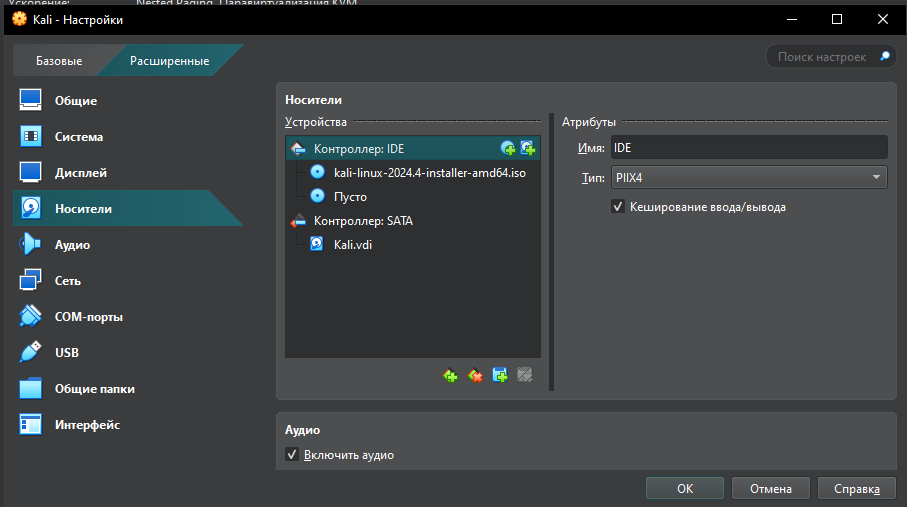 Ускорение: Nested Paging, Паравиртуализация KVM
Kali - Настройки
Базовые Расширенные Поиск настроек
Общие
Система
Дисплей
Носители
Аудио
Сеть
COM-порты
USB
Общие папки
Интерфейс
Носители
Устройства
Контроллер: IDE
kali-linux-2024.4-installer-amd64.iso
Пусто
Контроллер: SATA
Kali.vdi
Атрибуты
Имя: IDE
Тип: PIIX4
Кеширование ввода/вывода
Аудио
Включить аудио
OK Отмена Справка